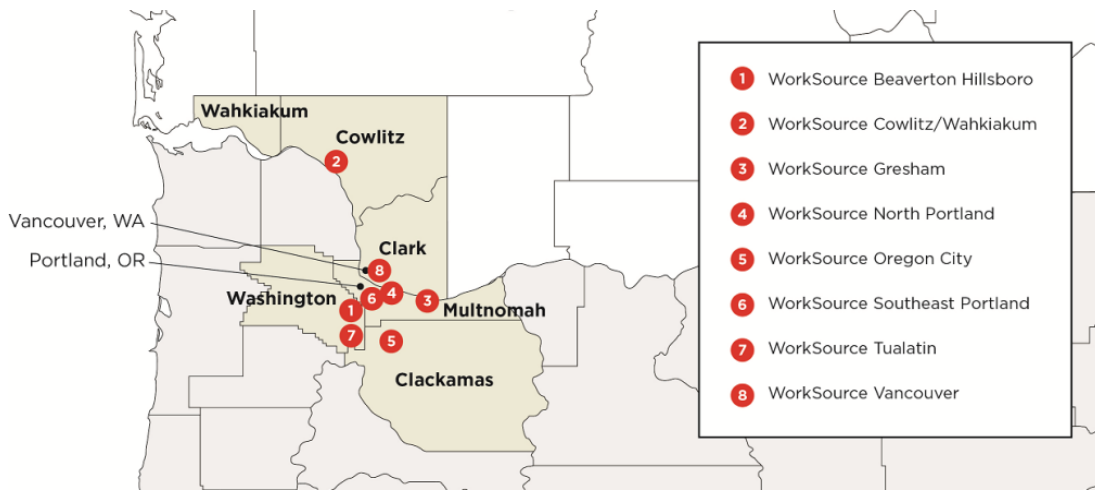 Wahkiakum
Cowlitz
2
Vancouver, WA
Portland, OR
Clark
8
Washington
6
4
3
Multnomah
1
7
5
Clackamas
1 WorkSource Beaverton Hillsboro
2 WorkSource Cowlitz/Wahkiakum
3 WorkSource Gresham
4 WorkSource North Portland
5 WorkSource Oregon City
6 WorkSource Southeast Portland
7 WorkSource Tualatin
8 WorkSource Vancouver